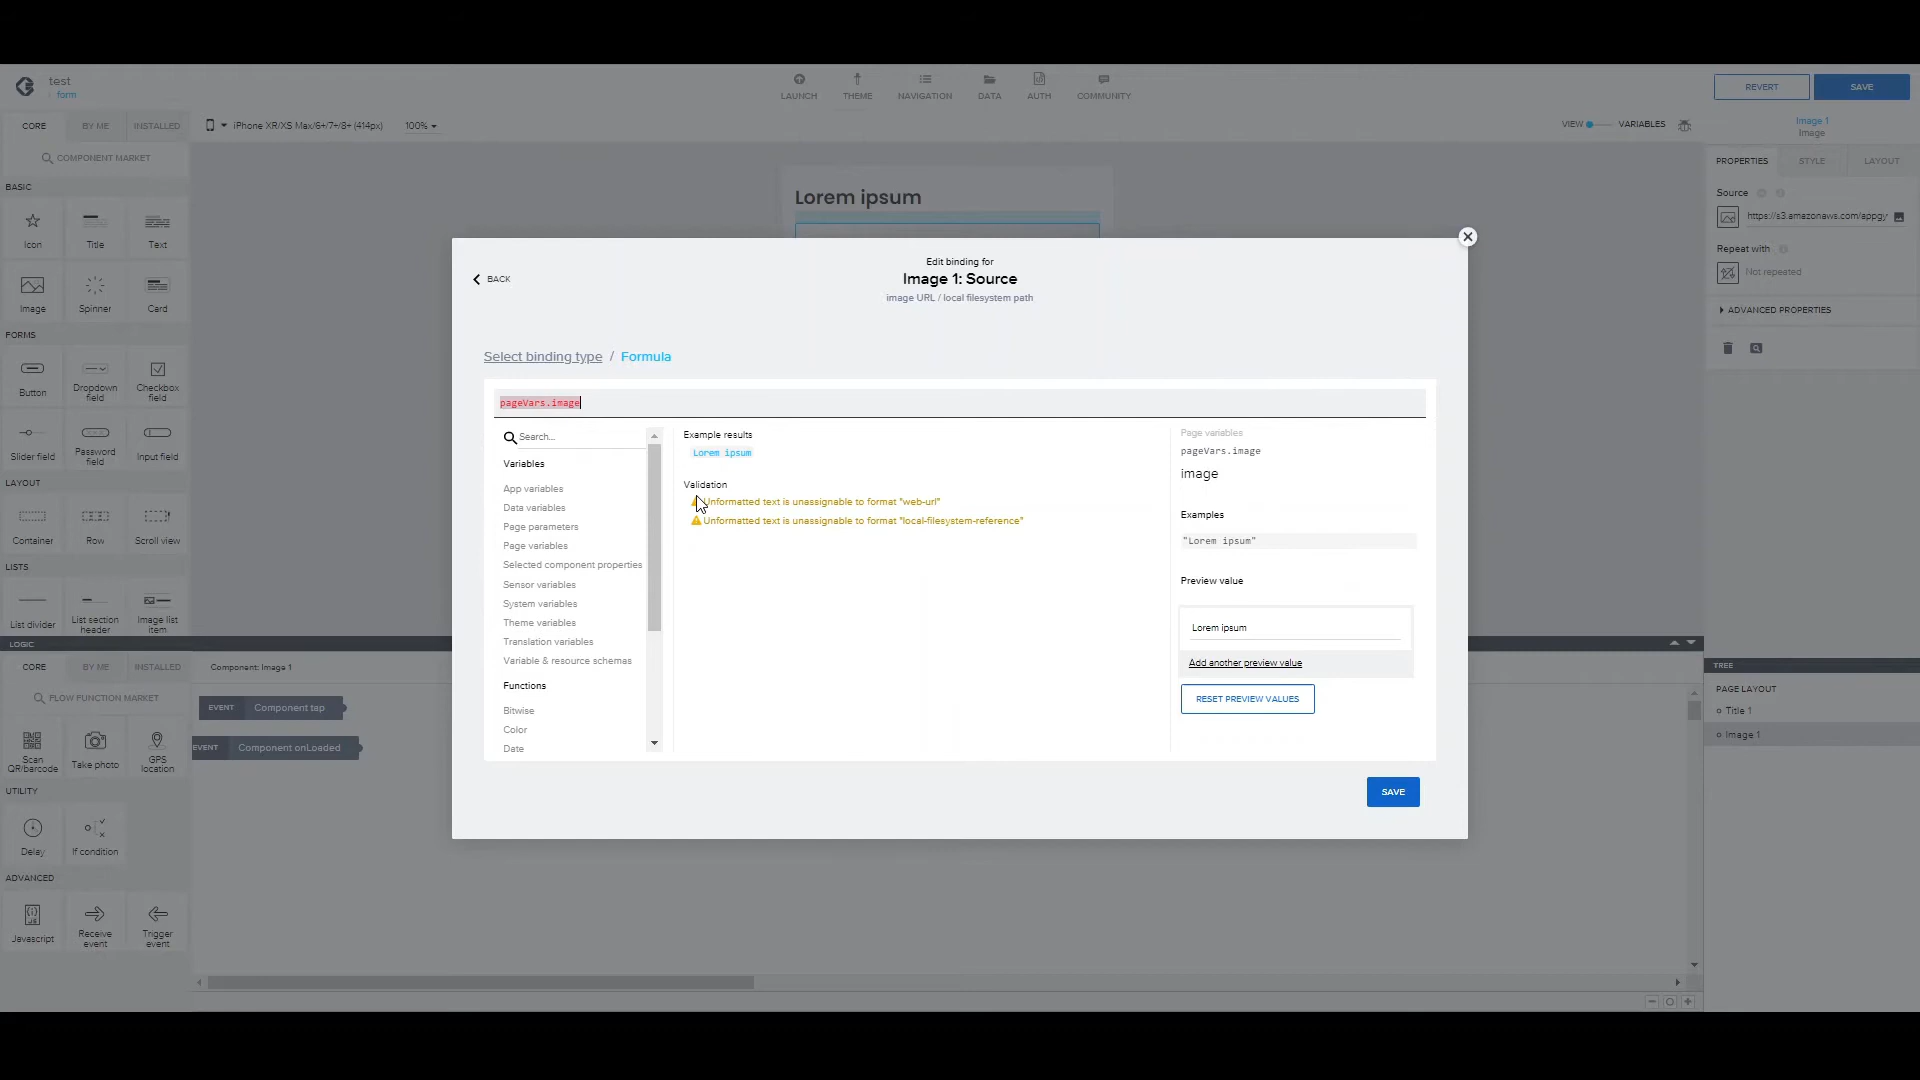 test
form
LAUNCH
THEME
NAVIGATION
DATA
AUTH
COMMUNITY
REVERT
SAVE
CORE
BY ME
INSTALLED
iPhone XR/XS Max/6+/7+/8+ (414px)
100%
VIEW
VARIABLES
Image 1
Image
COMPONENT MARKET
PROPERTIES
STYLE
LAYOUT
BASIC
Icon
Title
Text
Image
Spinner
Card
FORMS
Button
Dropdown
field
Checkbox
field
Slider field
Password
field
Input field
LAYOUT
Container
Row
Scroll view
LISTS
List divider
List section
header
Image list
item
Lorem ipsum
Source
https://s3.amazonaws.com/appgy
Repeat with
Not repeated
ADVANCED PROPERTIES
BACK
Edit binding for
Image 1: Source
image URL / local filesystem path
Select binding type / Formula
pageVars.image
Search...
Variables
App variables
Data variables
Page parameters
Page variables
Selected component properties
Sensor variables
System variables
Theme variables
Translation variables
Variable & resource schemas
Functions
Bitwise
Color
Date
Example results
Lorem ipsum
Validation
Unformatted text is unassignable to format "web-url"
Unformatted text is unassignable to format "local-filesystem-reference"
Page variables
pageVars.image
image
Examples
"Lorem ipsum"
Preview value
Lorem ipsum
Add another preview value
RESET PREVIEW VALUES
SAVE
LOGIC
CORE
BY ME
INSTALLED
Component: Image 1
FLOW FUNCTION MARKET
EVENT
Component tap
EVENT
Component onLoaded
Scan
QR/barcode
Take photo
GPS
location
UTILITY
Delay
If condition
ADVANCED
Javascript
Receive
event
Trigger
event
TREE
PAGE LAYOUT
Title 1
Image 1